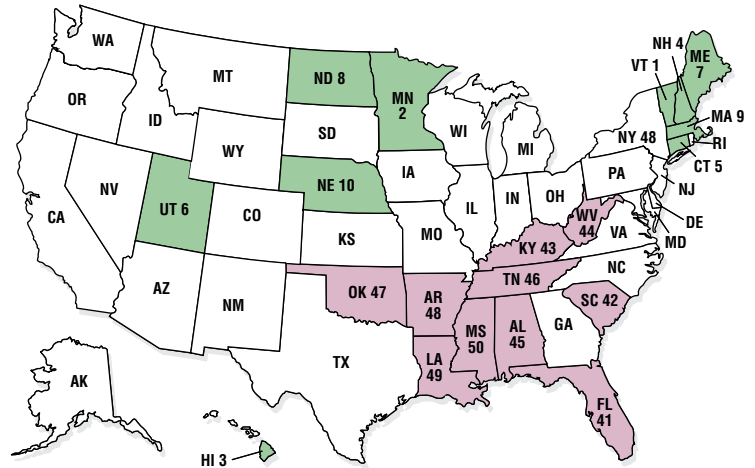 WA
NH 4
ME
7
VT 1
MT
ND 8
MN
2
OR
MA 9
ID
SD
WI
NY 48
RI
MI
WY
CT 5
IA
PA
NE 10
NJ
NV
OH
IN
UT 6
IL
CO
WV
44
DE
CA
MO
VA
KS
KY 43
MD
NC
TN 46
AZ
OK 47
NM
AR
48
SC 42
MS
50
AL
45
GA
TX
LA
49
AK
FL
41
HI 3